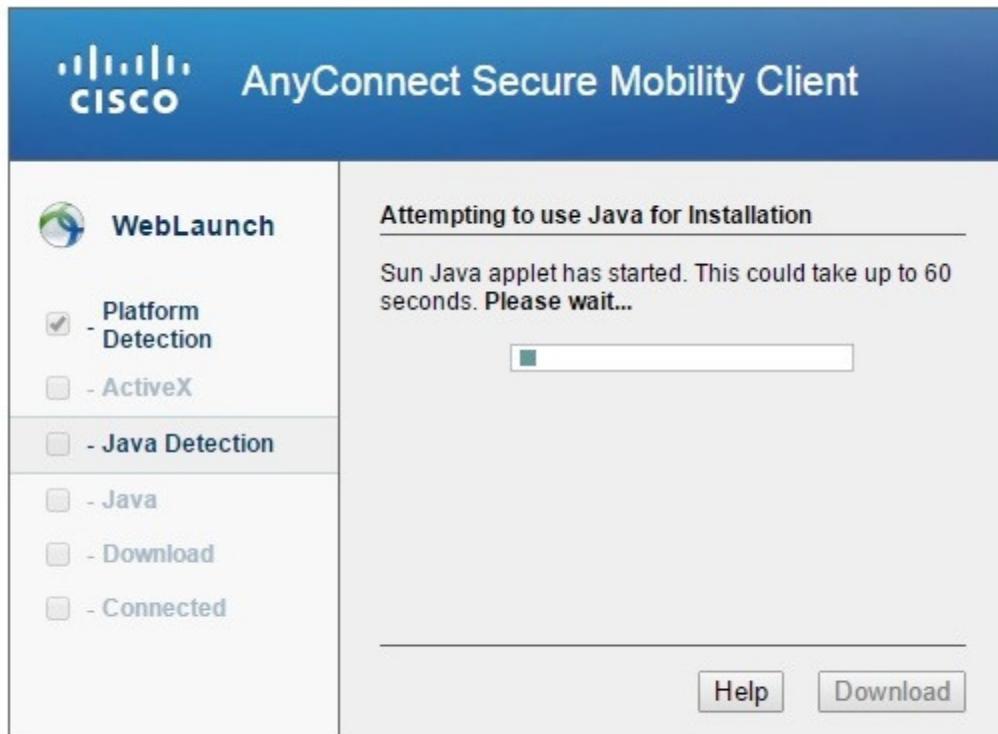 CISCO
AnyConnect Secure Mobility Client
WebLaunch
- Platform
Detection
- ActiveX
- Java Detection
- Java
- Download
- Connected
Attempting to use Java for Installation
Sun Java applet has started. This could take up to 60
seconds. Please wait...
Help
Download